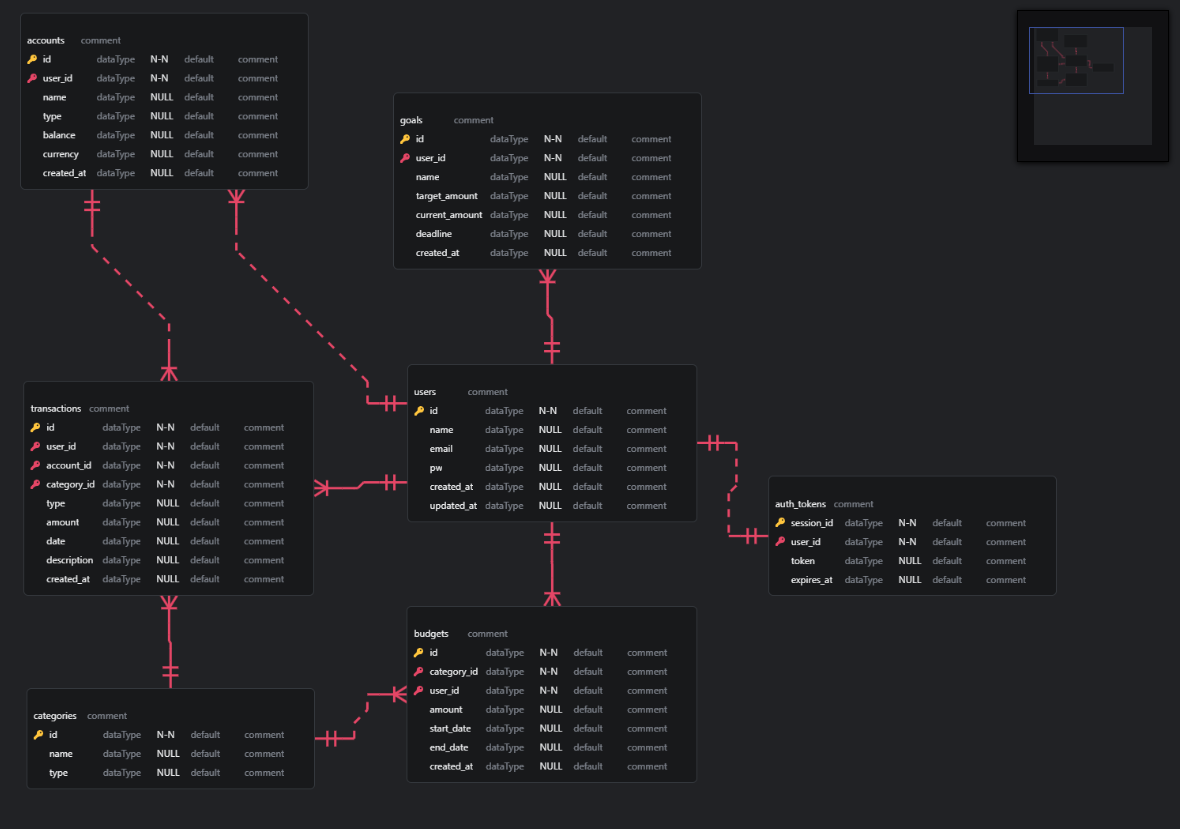 accounts comment
id dataType N-N default comment
user_id dataType N-N default comment
name dataType NULL default comment
type dataType NULL default comment
balance dataType NULL default comment
currency dataType NULL default comment
created_at dataType NULL default comment
goals comment
id dataType N-N default comment
user_id dataType N-N default comment
name dataType NULL default comment
target_amount dataType NULL default comment
current_amount dataType NULL default comment
deadline dataType NULL default comment
created_at dataType NULL default comment
transactions comment
id dataType N-N default comment
user_id dataType N-N default comment
account_id dataType N-N default comment
category_id dataType N-N default comment
type dataType NULL default comment
amount dataType NULL default comment
date dataType NULL default comment
description dataType NULL default comment
created_at dataType NULL default comment
users comment
id dataType N-N default comment
name dataType NULL default comment
email dataType NULL default comment
pw dataType NULL default comment
created_at dataType NULL default comment
updated_at dataType NULL default comment
auth_tokens comment
session_id dataType N-N default comment
user_id dataType N-N default comment
token dataType NULL default comment
expires_at dataType NULL default comment
categories comment
id dataType N-N default comment
name dataType NULL default comment
type dataType NULL default comment
budgets comment
id dataType N-N default comment
category_id dataType N-N default comment
user_id dataType N-N default comment
amount dataType NULL default comment
start_date dataType NULL default comment
end_date dataType NULL default comment
created_at dataType NULL default comment